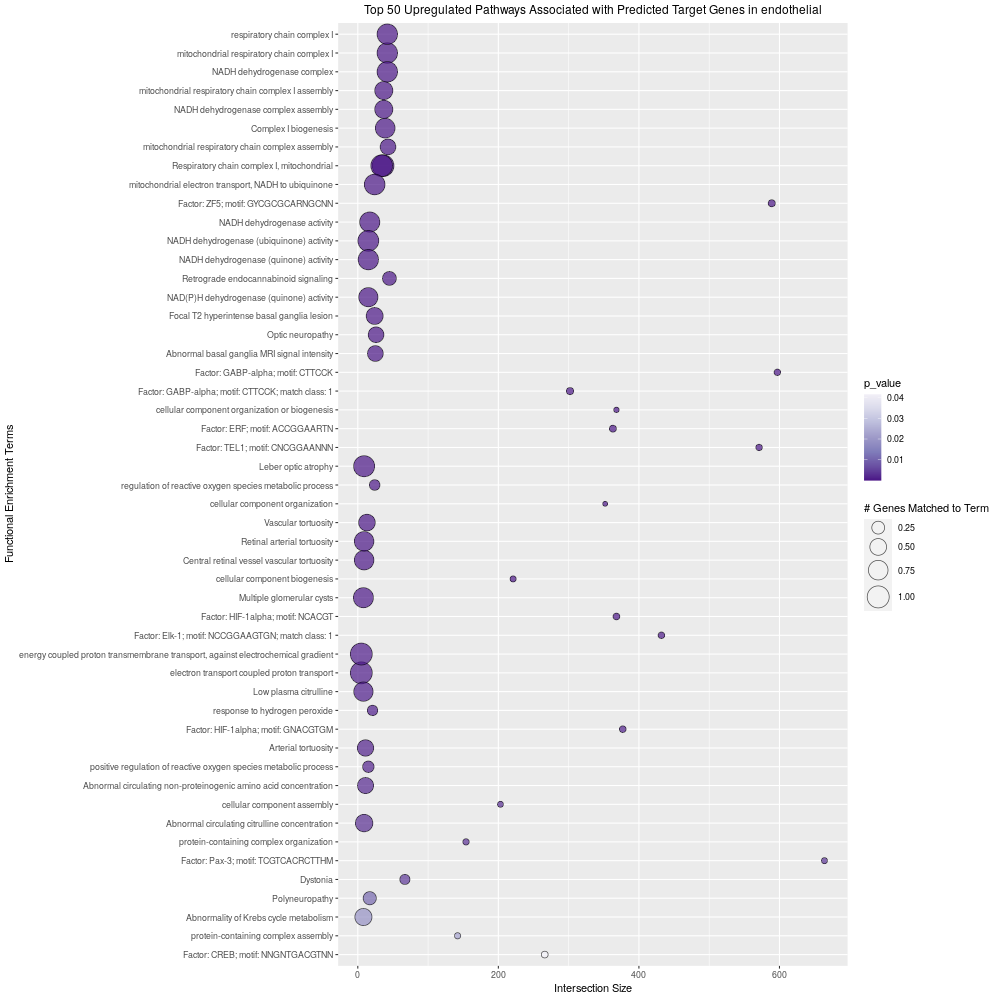 Top 50 Upregulated Pathways Associated with Predicted Target Genes in endothelial
Functional Enrichment Terms
respiratory chain complex I
mitochondrial respiratory chain complex I
NADH dehydrogenase complex
mitochondrial respiratory chain complex I assembly
NADH dehydrogenase complex assembly
Complex I biogenesis
mitochondrial respiratory chain complex assembly
Respiratory chain complex I, mitochondrial
mitochondrial electron transport, NADH to ubiquinone
Factor: ZF5; motif: GYCGCGCARNGCNN
NADH dehydrogenase activity
NADH dehydrogenase (ubiquinone) activity
NADH dehydrogenase (quinone) activity
Retrograde endocannabinoid signaling
NAD(P)H dehydrogenase (quinone) activity
Focal T2 hyperintense basal ganglia lesion
Optic neuropathy
Abnormal basal ganglia MRI signal intensity
Factor: GABP-alpha; motif: CTTCCK
Factor: GABP-alpha; motif: CTTCCK; match class: 1
cellular component organization or biogenesis
Factor: ERF; motif: ACCGGAARTN
Factor: TEL1; motif: CNCGGAANNN
Leber optic atrophy
regulation of reactive oxygen species metabolic process
cellular component organization
Vascular tortuosity
Retinal arterial tortuosity
Central retinal vessel vascular tortuosity
cellular component biogenesis
Multiple glomerular cysts
Factor: HIF-1alpha; motif: NCACGT
Factor: Elk-1; motif: NCCGGAAGTGN; match class: 1
energy coupled proton transmembrane transport, against electrochemical gradient
electron transport coupled proton transport
Low plasma citrulline
response to hydrogen peroxide
Factor: HIF-1alpha; motif: GNACGTGM
Arterial tortuosity
positive regulation of reactive oxygen species metabolic process
Abnormal circulating non-proteinogenic amino acid concentration
cellular component assembly
Abnormal circulating citrulline concentration
protein-containing complex organization
Factor: Pax-3; motif: TCGTCACRCTTHM
Dystonia
Polyneuropathy
Abnormality of Krebs cycle metabolism
protein-containing complex assembly
Factor: CREB; motif: NNGNTGACGTNN
0 200 400 600
Intersection Size
p_value
0.04
0.03
0.02
0.01
# Genes Matched to Term
0.25
0.50
0.75
1.00